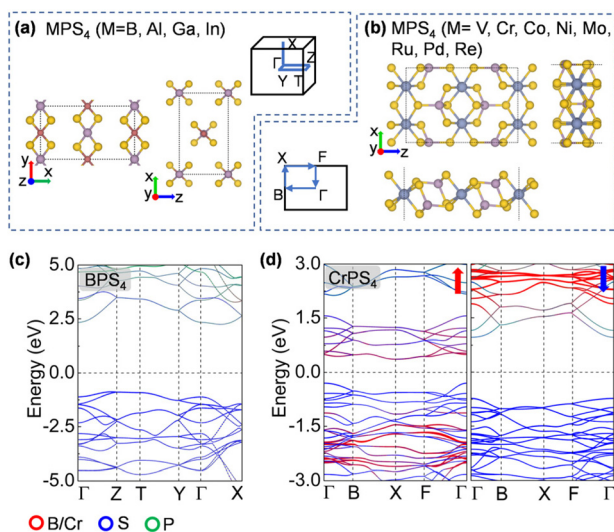 (a) MPS₄ (M=B, Al, Ga, In)
X
Γ
Z
Y T
y
z x
x
y z
(b) MPS₄ (M= V, Cr, Co, Ni, Mo,
Ru, Pd, Re)
x
y z
X F
B Γ
(c)
BPS₄
Energy (eV)
5.0
2.5
0.0
-2.5
-5.0
Γ Z T Y Γ X
(d)
CrPS₄
Energy (eV)
3.0
1.5
0.0
-1.5
-3.0
Γ B X F Γ
Γ B X F Γ
B/Cr S P